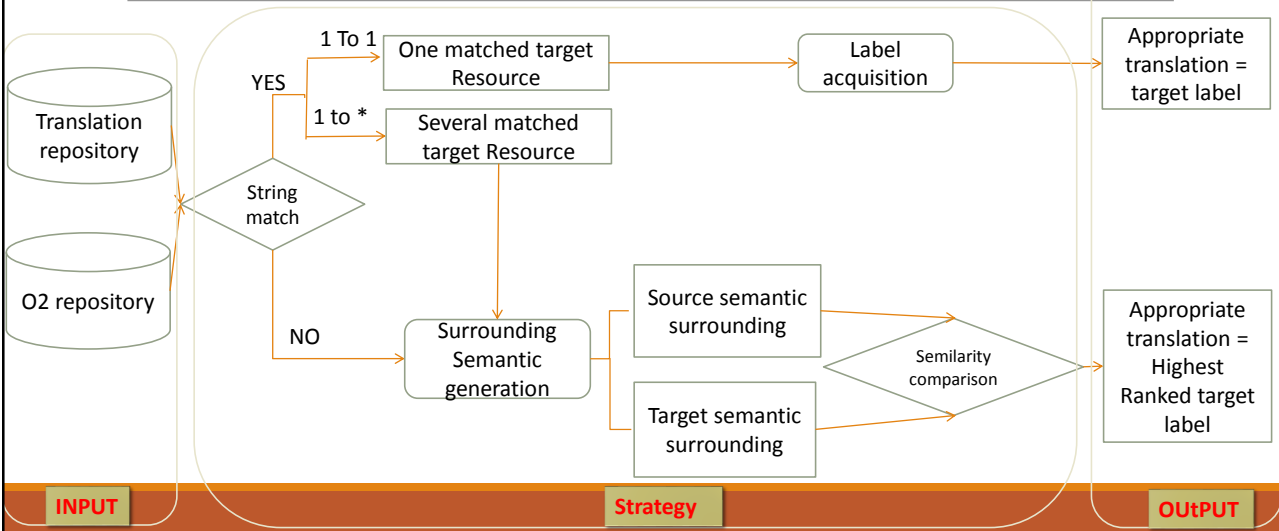 Translation
repository
O2 repository
String
match
YES
NO
1 To 1
1 to *
One matched target
Resource
Several matched
target Resource
Label
acquisition
Appropriate
translation =
target label
Surrounding
Semantic
generation
Source semantic
surrounding
Target semantic
surrounding
Semilarity
comparison
Appropriate
translation =
Highest
Ranked target
label
INPUT
Strategy
OUtPUT